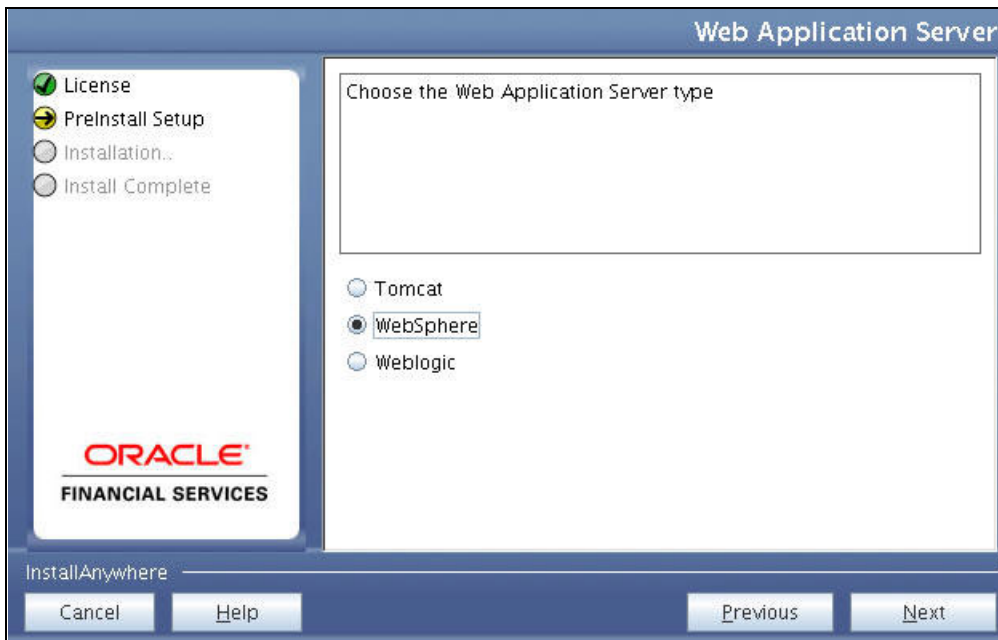 Web Application Server
License
PreInstall Setup
Installation..
Install Complete
Choose the Web Application Server type
Tomcat
WebSphere
Weblogic
ORACLE
FINANCIAL SERVICES
InstallAnywhere
Cancel
Help
Previous
Next